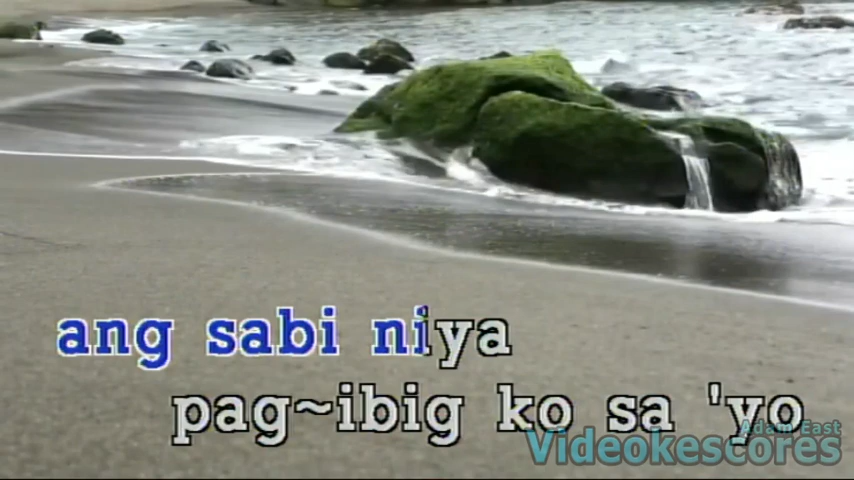 ang sabi niya
pag~ibig ko sa 'yo
Adam East
Videokescores